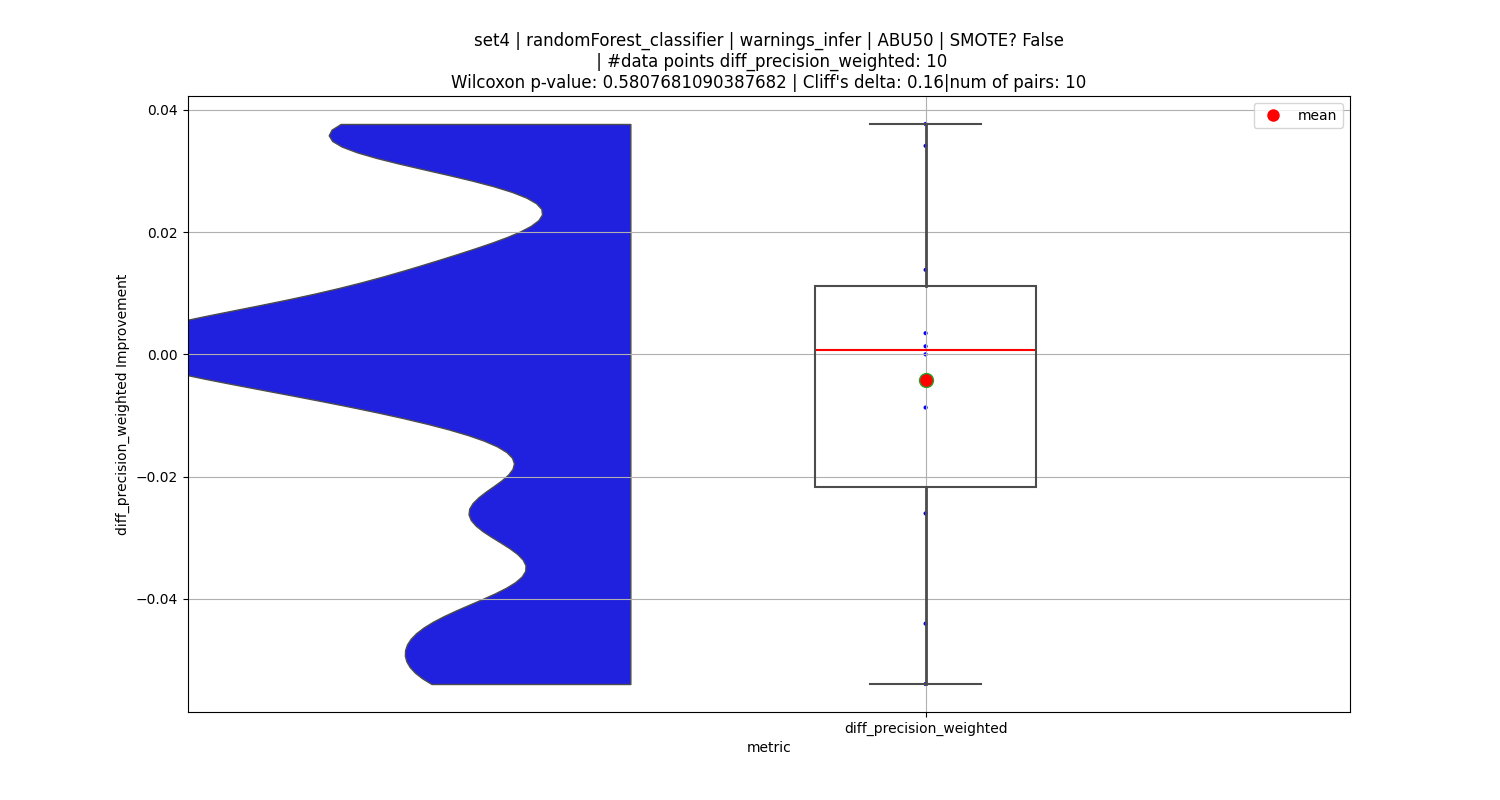 set4 | randomForest_classifier | warnings_infer | ABU50 | SMOTE? False
| #data points diff_precision_weighted: 10
Wilcoxon p-value: 0.5807681090387682 | Cliff's delta: 0.16|num of pairs: 10
mean
0.04
0.02
0.00
−0.02
−0.04
diff_precision_weighted Improvement
diff_precision_weighted
metric